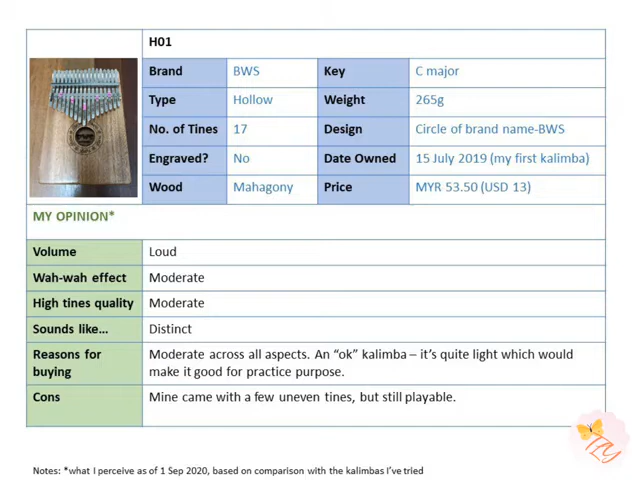 H01
Brand BWS Key C major
Type Hollow Weight 265g
No. of Tines 17 Design Circle of brand name-BWS
Engraved? No Date Owned 15 July 2019 (my first kalimba)
Wood Mahagony Price MYR 53.50 (USD 13)
MY OPINION*
Volume Loud
Wah-wah effect Moderate
High tines quality Moderate
Sounds like… Distinct
Reasons for buying Moderate across all aspects. An “ok” kalimba – it’s quite light which would
make it good for practice purpose.
Cons Mine came with a few uneven tines, but still playable.
Notes: *what I perceive as of 1 Sep 2020, based on comparison with the kalimbas I’ve tried